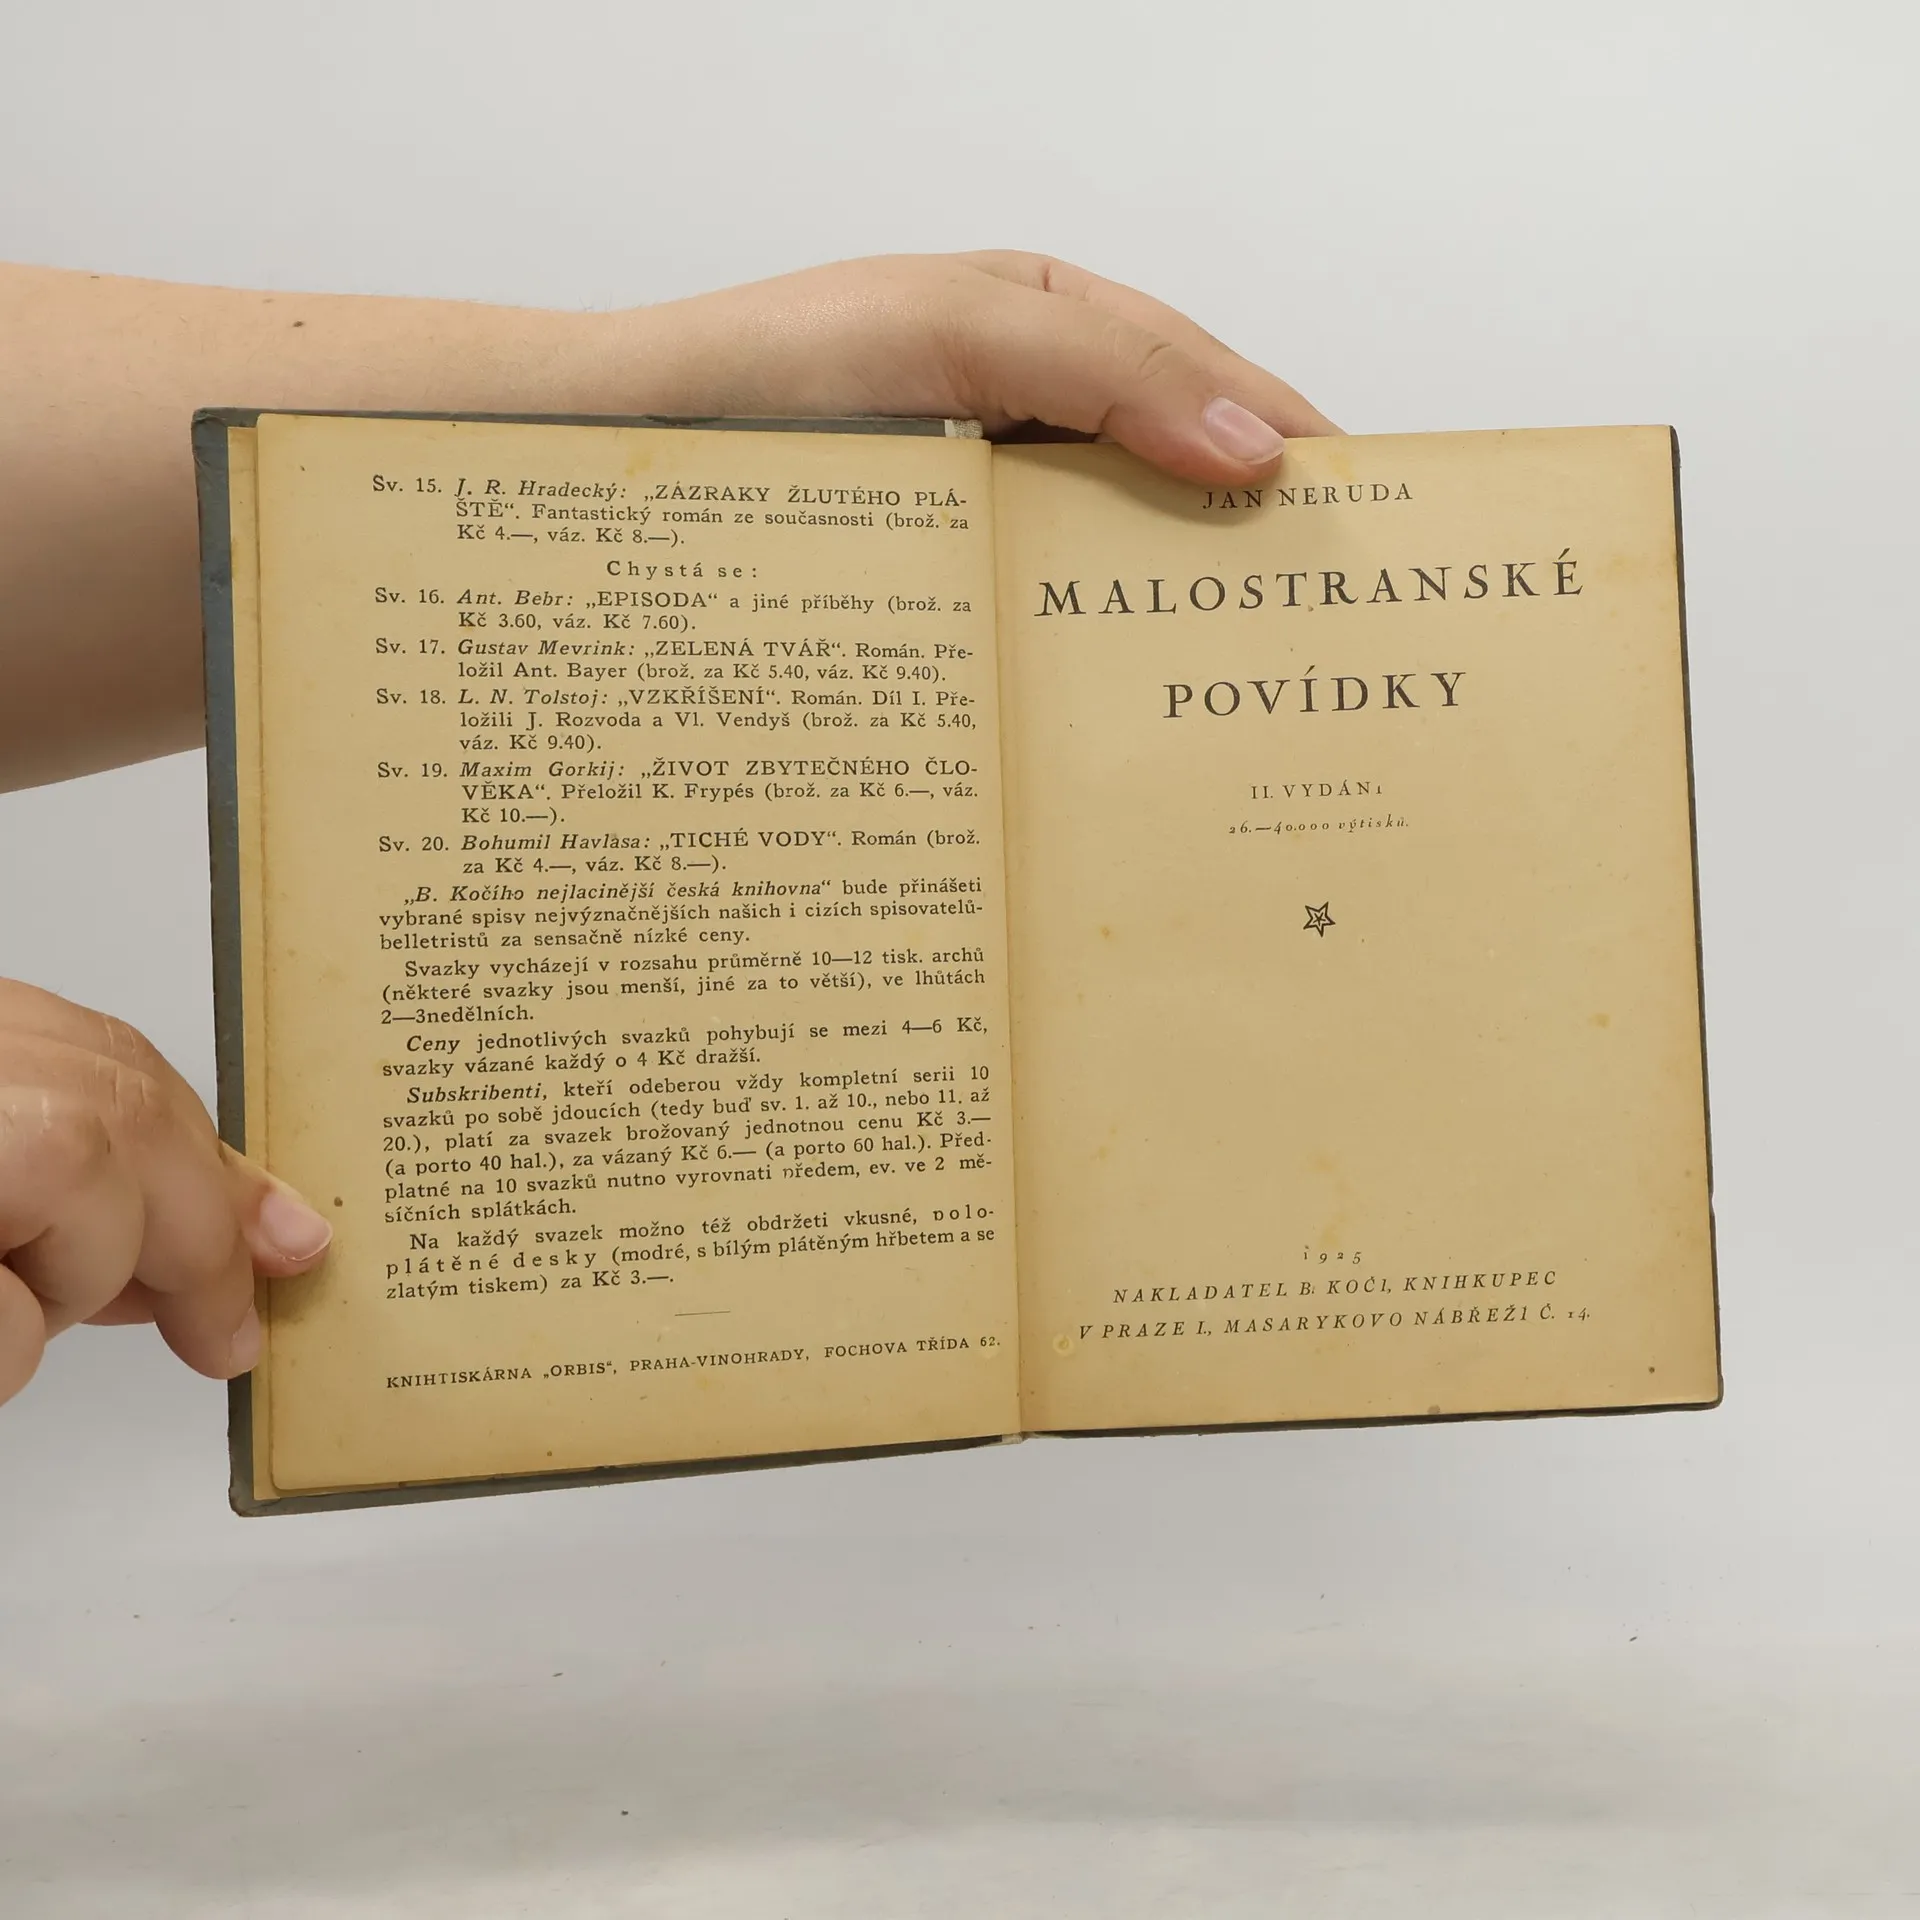 Sv. 15. J. R. Hradecký: „ZÁZRAKY ŽLUTÉHO PLÁ-
ŠTĚ“. Fantastický román ze současnosti (brož. za
Kč 4.—, váz. Kč 8.—).
Chystá se:
Sv. 16. Ant. Bebr: „EPISODA“ a jiné příběhy (brož. za
Kč 3.60, váz. Kč 7.60).
Sv. 17. Gustav Mevrink: „ZELENÁ TVÁŘ“. Román. Pře-
ložil Ant. Bayer (brož. za Kč 5.40, váz. Kč 9.40).
Sv. 18. L. N. Tolstoj: „VZKŘÍŠENÍ“. Román. Díl I. Pře-
ložili J. Rozvoda a Vl. Vendyš (brož. za Kč 5.40,
váz. Kč 9.40).
Sv. 19. Maxim Gorkij: „ŽIVOT ZBYTEČNÉHO ČLO-
VĚKA“. Přeložil K. Frypés (brož. za Kč 6.—, váz.
Kč 10.—).
Sv. 20. Bohumil Havlasa: „TICHÉ VODY“. Román (brož.
za Kč 4.—, váz. Kč 8.—).
„B. Kočího nejlacinější česká knihovna“ bude přinášeti
vybrané spisy nejvýznačnějších našich i cizích spisovatelů-
belletristů za sensačně nízké ceny.
Svazky vycházejí v rozsahu průměrně 10—12 tisk. archů
(některé svazky jsou menší, jiné za to větší), ve lhůtách
2—3nedělních.
Ceny jednotlivých svazků pohybují se mezi 4—6 Kč,
svazky vázané každý o 4 Kč dražší.
Subskribenti, kteří odeberou vždy kompletní serii 10
svazků po sobě jdoucích (tedy buď sv. 1. až 10., nebo 11. až
20.), platí za svazek brožovaný jednotnou cenu Kč 3.—
(a porto 40 hal.), za vázaný Kč 6.— (a porto 60 hal.). Před-
platné na 10 svazků nutno vyrovnati předem, ev. ve 2 mě-
síčních splátkách.
Na každý svazek možno též obdržeti vkusné, polo-
plátěné desky (modré, s bílým plátěným hřbetem a se
zlatým tiskem) za Kč 3.—.
KNIHTISKÁRNA „ORBIS“, PRAHA-VINOHRADY, FOCHOVA TŘÍDA 62.
JAN NERUDA
MALOSTRANSKÉ
POVÍDKY
II. VYDÁNÍ
26.—40.000 výtisků.
1925
NAKLADATEL B. KOČÍ, KNIHKUPEC
V PRAZE I., MASARYKOVO NÁBŘEŽÍ Č. 14.